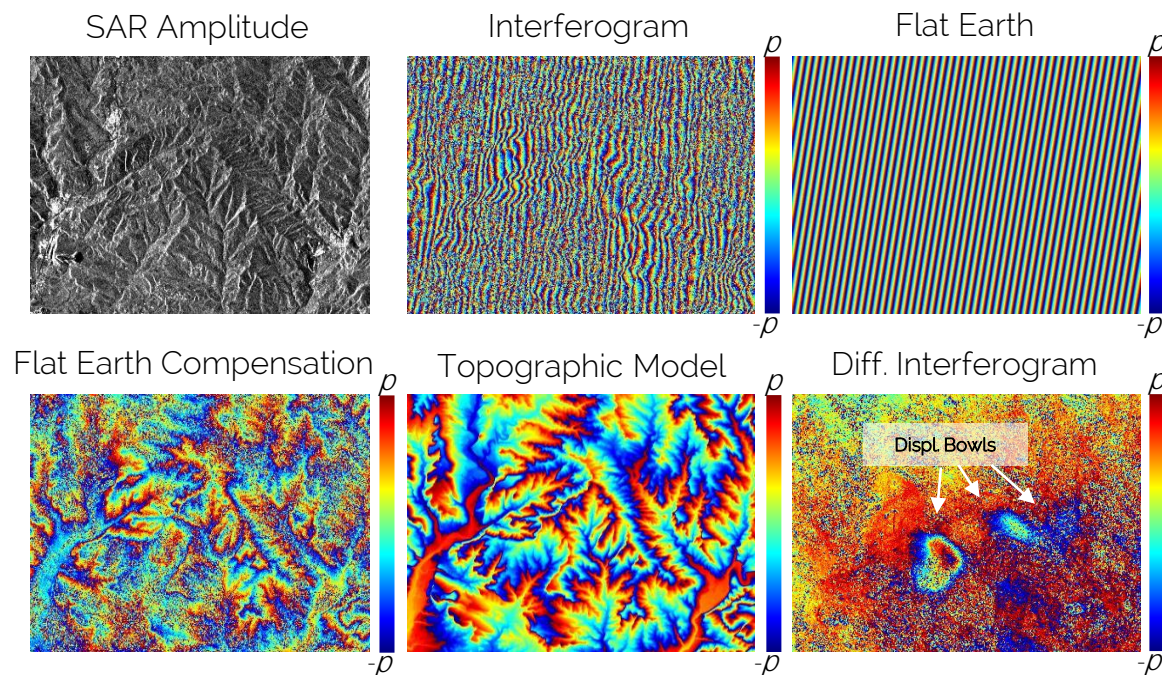 SAR Amplitude
Interferogram
Flat Earth
p
p
-p
-p
Flat Earth Compensation
Topographic Model
Diff. Interferogram
p
p
p
Displ. Bowls
-p
-p
-p